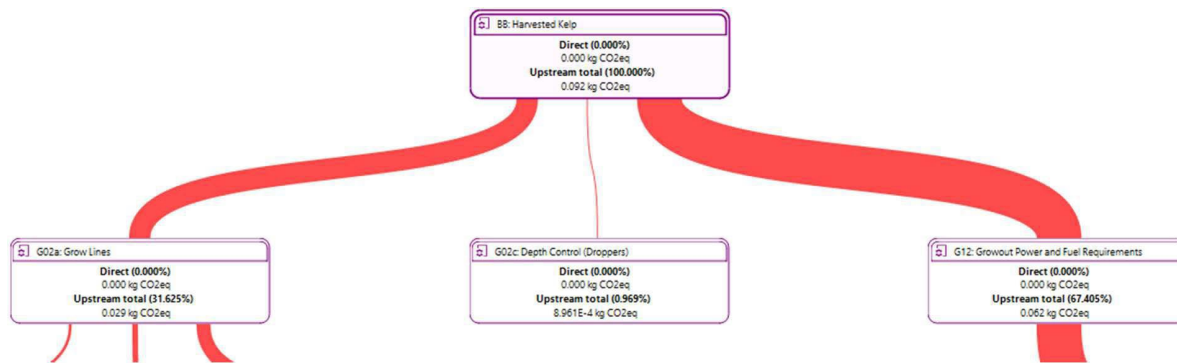 BB: Harvested Kelp
Direct (0.000%)
0.000 kg CO2eq
Upstream total (100.000%)
0.092 kg CO2eq
G02a: Grow Lines
Direct (0.000%)
0.000 kg CO2eq
Upstream total (31.625%)
0.029 kg CO2eq
G02c: Depth Control (Droppers)
Direct (0.000%)
0.000 kg CO2eq
Upstream total (0.969%)
8.961E-4 kg CO2eq
G12: Growout Power and Fuel Requirements
Direct (0.000%)
0.000 kg CO2eq
Upstream total (67.405%)
0.062 kg CO2eq